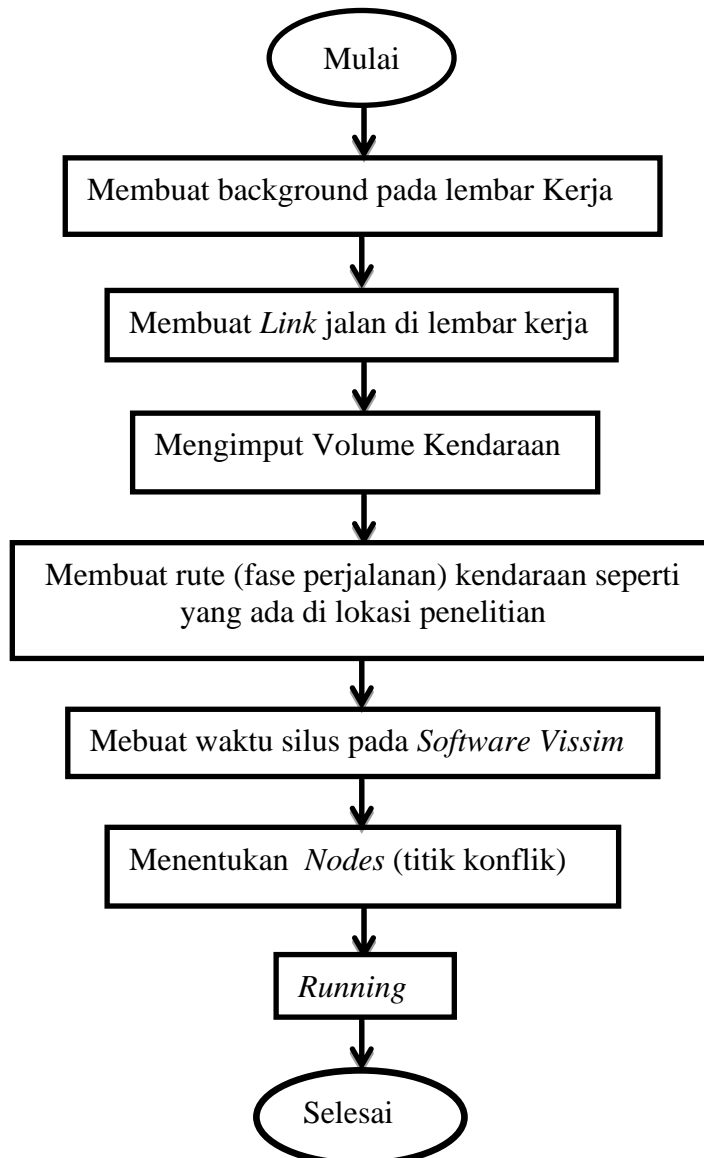 Mulai
Membuat background pada lembar Kerja
Membuat Link jalan di lembar kerja
Mengimput Volume Kendaraan
Membuat rute (fase perjalanan) kendaraan seperti
yang ada di lokasi penelitian
Mebuat waktu silus pada Software Vissim
Menentukan Nodes (titik konflik)
Running
Selesai